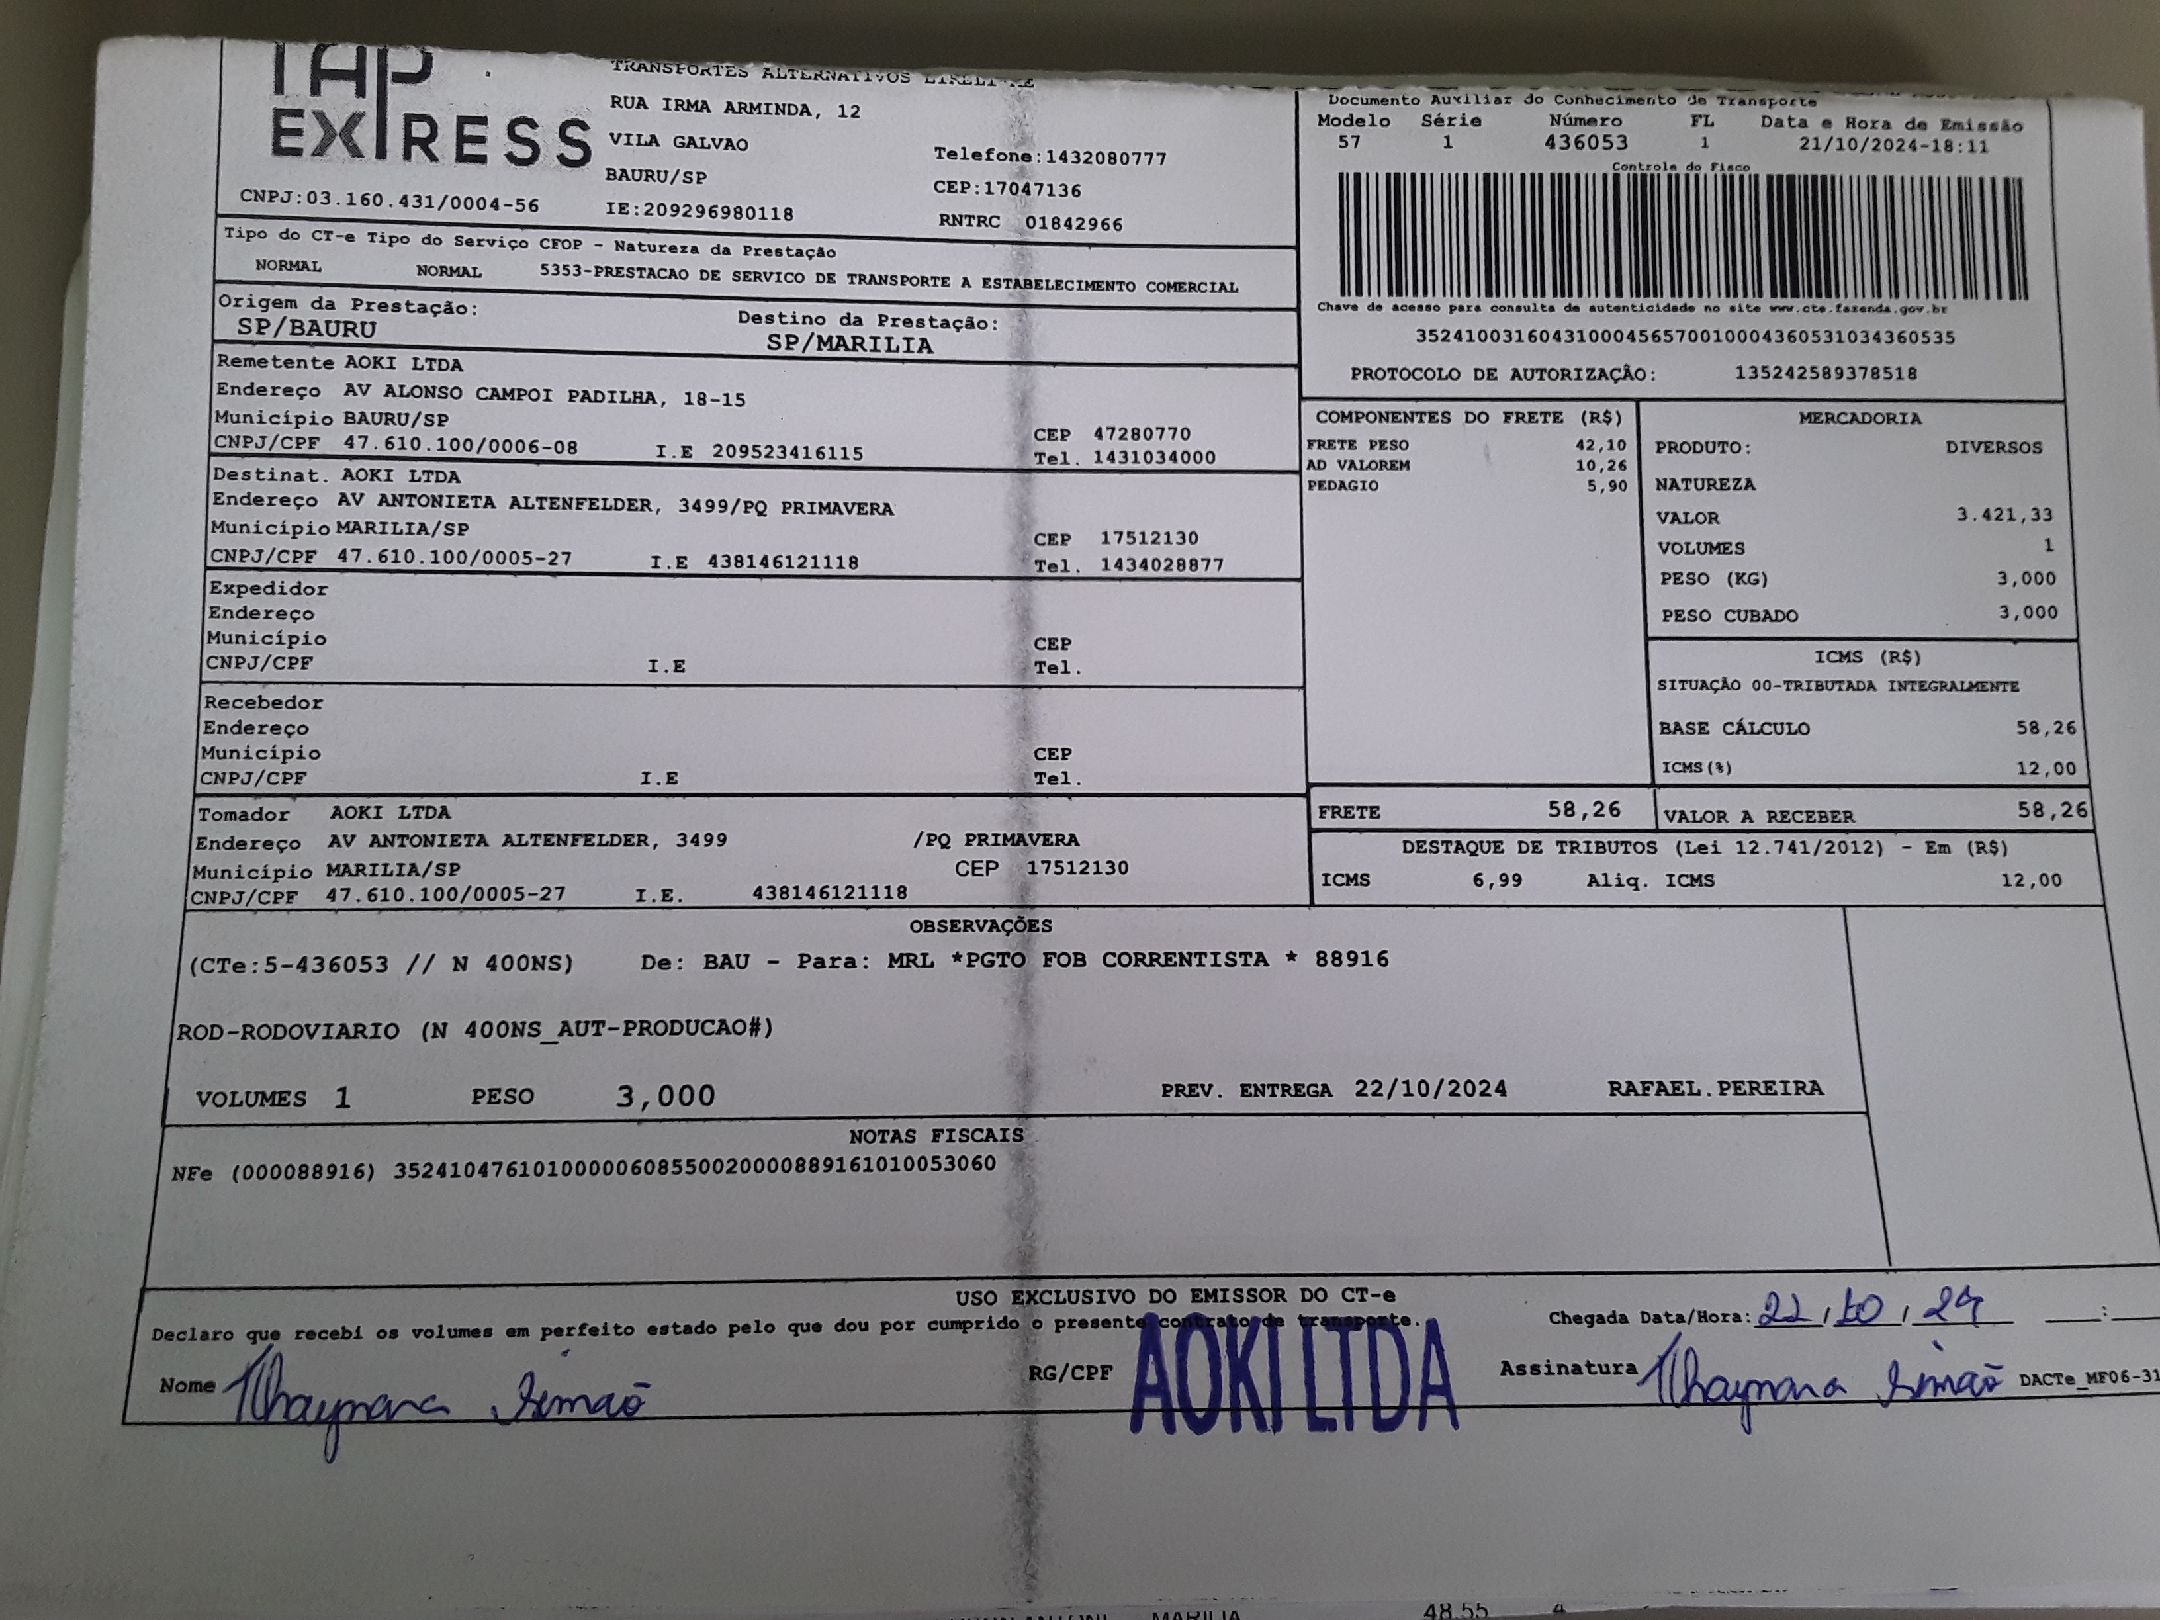 TAP
EXPRESS
TRANSPORTES ALTERNATIVOS EIRELI-ME
RUA IRMA ARMINDA, 12
VILA GALVAO
Telefone:1432080777
BAURU/SP
CEP:17047136
CNPJ:03.160.431/0004-56
IE:209296980118
RNTRC 01842966
Documento Auxiliar do Conhecimento de Transporte
Modelo Série Número FL Data e Hora de Emissão
57 1 436053 1 21/10/2024-18:11
Controle do Fisco
Chave de acesso para consulta de autenticidade no site www.cte.fazenda.gov.br
35241003160431000456570010004360531034360535
PROTOCOLO DE AUTORIZAÇÃO: 135242589378518
Tipo do CT-e Tipo do Serviço CFOP - Natureza da Prestação
NORMAL NORMAL 5353-PRESTACAO DE SERVICO DE TRANSPORTE A ESTABELECIMENTO COMERCIAL
Origem da Prestação: Destino da Prestação:
SP/BAURU SP/MARILIA
Remetente AOKI LTDA
Endereço AV ALONSO CAMPOI PADILHA, 18-15
Município BAURU/SP CEP 47280770
CNPJ/CPF 47.610.100/0006-08 I.E 209523416115 Tel. 1431034000
Destinat. AOKI LTDA
Endereço AV ANTONIETA ALTENFELDER, 3499/PQ PRIMAVERA
Município MARILIA/SP CEP 17512130
CNPJ/CPF 47.610.100/0005-27 I.E 438146121118 Tel. 1434028877
Expedidor
Endereço
Município CEP
CNPJ/CPF I.E Tel.
Recebedor
Endereço
Município CEP
CNPJ/CPF I.E Tel.
Tomador AOKI LTDA
Endereço AV ANTONIETA ALTENFELDER, 3499 /PQ PRIMAVERA
Município MARILIA/SP CEP 17512130
CNPJ/CPF 47.610.100/0005-27 I.E. 438146121118
COMPONENTES DO FRETE (R$)
FRETE PESO 42,10
AD VALOREM 10,26
PEDAGIO 5,90
MERCADORIA
PRODUTO: DIVERSOS
NATUREZA
VALOR 3.421,33
VOLUMES 1
PESO (KG) 3,000
PESO CUBADO 3,000
ICMS (R$)
SITUAÇÃO 00-TRIBUTADA INTEGRALMENTE
BASE CÁLCULO 58,26
ICMS(%) 12,00
FRETE 58,26 VALOR A RECEBER 58,26
DESTAQUE DE TRIBUTOS (Lei 12.741/2012) - Em (R$)
ICMS 6,99 Aliq. ICMS 12,00
OBSERVAÇÕES
(CTe:5-436053 // N 400NS) De: BAU - Para: MRL *PGTO FOB CORRENTISTA * 88916
ROD-RODOVIARIO (N 400NS_AUT-PRODUCAO#)
VOLUMES 1 PESO 3,000 PREV. ENTREGA 22/10/2024 RAFAEL.PEREIRA
NOTAS FISCAIS
NFe (000088916) 35241047610100000608550020000889161010053060
USO EXCLUSIVO DO EMISSOR DO CT-e
Declaro que recebi os volumes em perfeito estado pelo que dou por cumprido o presente contrato de transporte. Chegada Data/Hora: 22/10/24 :
Nome Thaynara Simão RG/CPF AOKI LTDA Assinatura Thaynara Simão DACTe_MF06-31
MARILIA 48,55 4